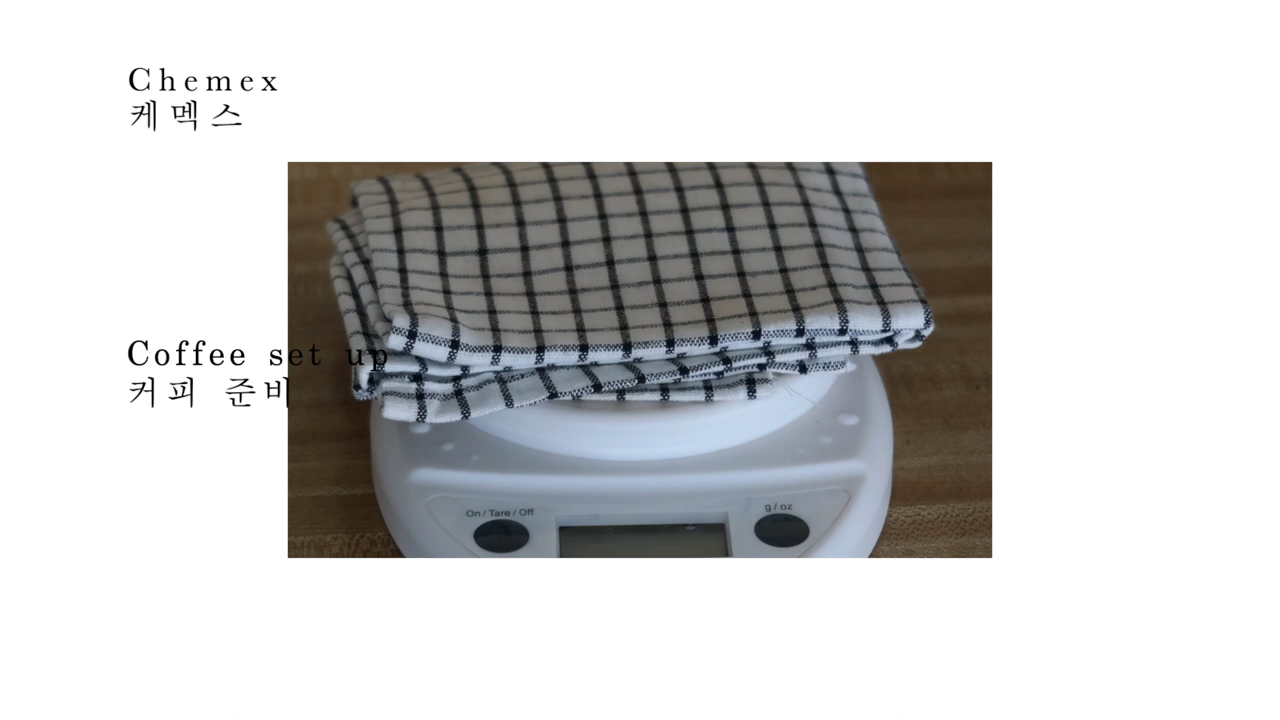 Chemex
케멕스
Coffee set up
커피 준비
On / Tare / Off
g / oz